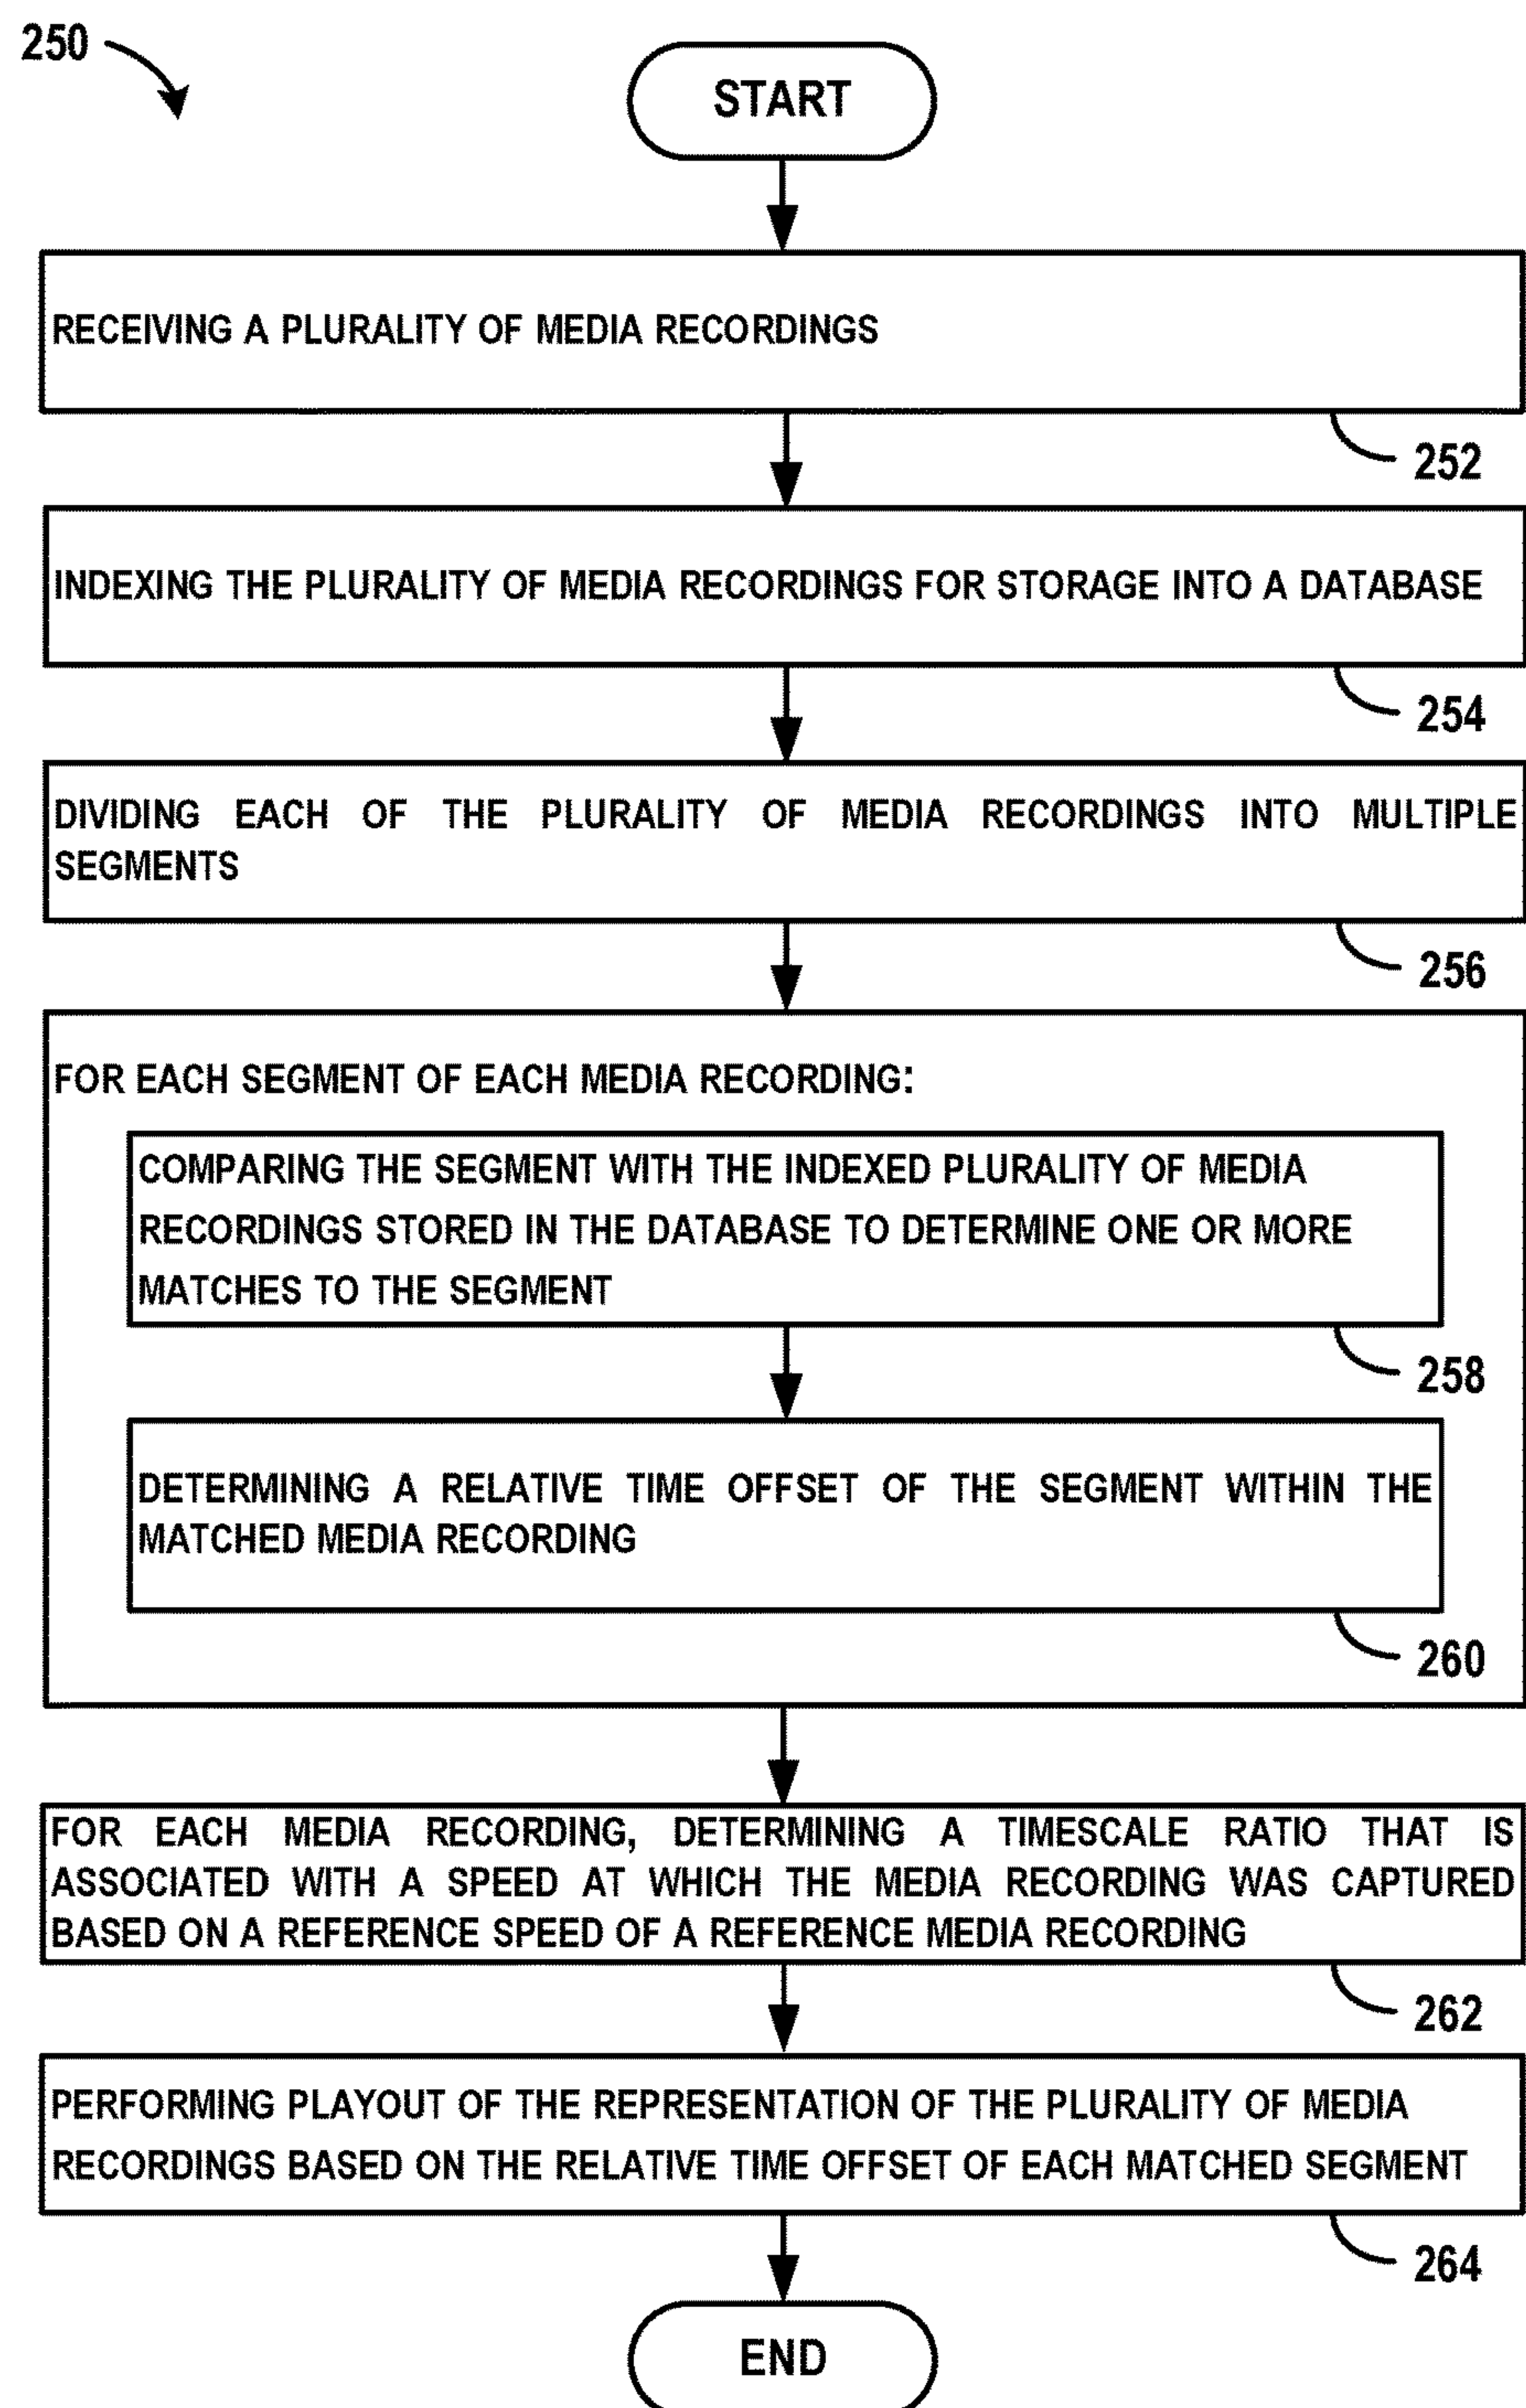 250
START
RECEIVING A PLURALITY OF MEDIA RECORDINGS
252
INDEXING THE PLURALITY OF MEDIA RECORDINGS FOR STORAGE INTO A DATABASE
254
DIVIDING EACH OF THE PLURALITY OF MEDIA RECORDINGS INTO MULTIPLE
SEGMENTS
256
FOR EACH SEGMENT OF EACH MEDIA RECORDING:
COMPARING THE SEGMENT WITH THE INDEXED PLURALITY OF MEDIA
RECORDINGS STORED IN THE DATABASE TO DETERMINE ONE OR MORE
MATCHES TO THE SEGMENT
258
DETERMINING A RELATIVE TIME OFFSET OF THE SEGMENT WITHIN THE
MATCHED MEDIA RECORDING
260
FOR EACH MEDIA RECORDING, DETERMINING A TIMESCALE RATIO THAT IS
ASSOCIATED WITH A SPEED AT WHICH THE MEDIA RECORDING WAS CAPTURED
BASED ON A REFERENCE SPEED OF A REFERENCE MEDIA RECORDING
262
PERFORMING PLAYOUT OF THE REPRESENTATION OF THE PLURALITY OF MEDIA
RECORDINGS BASED ON THE RELATIVE TIME OFFSET OF EACH MATCHED SEGMENT
264
END